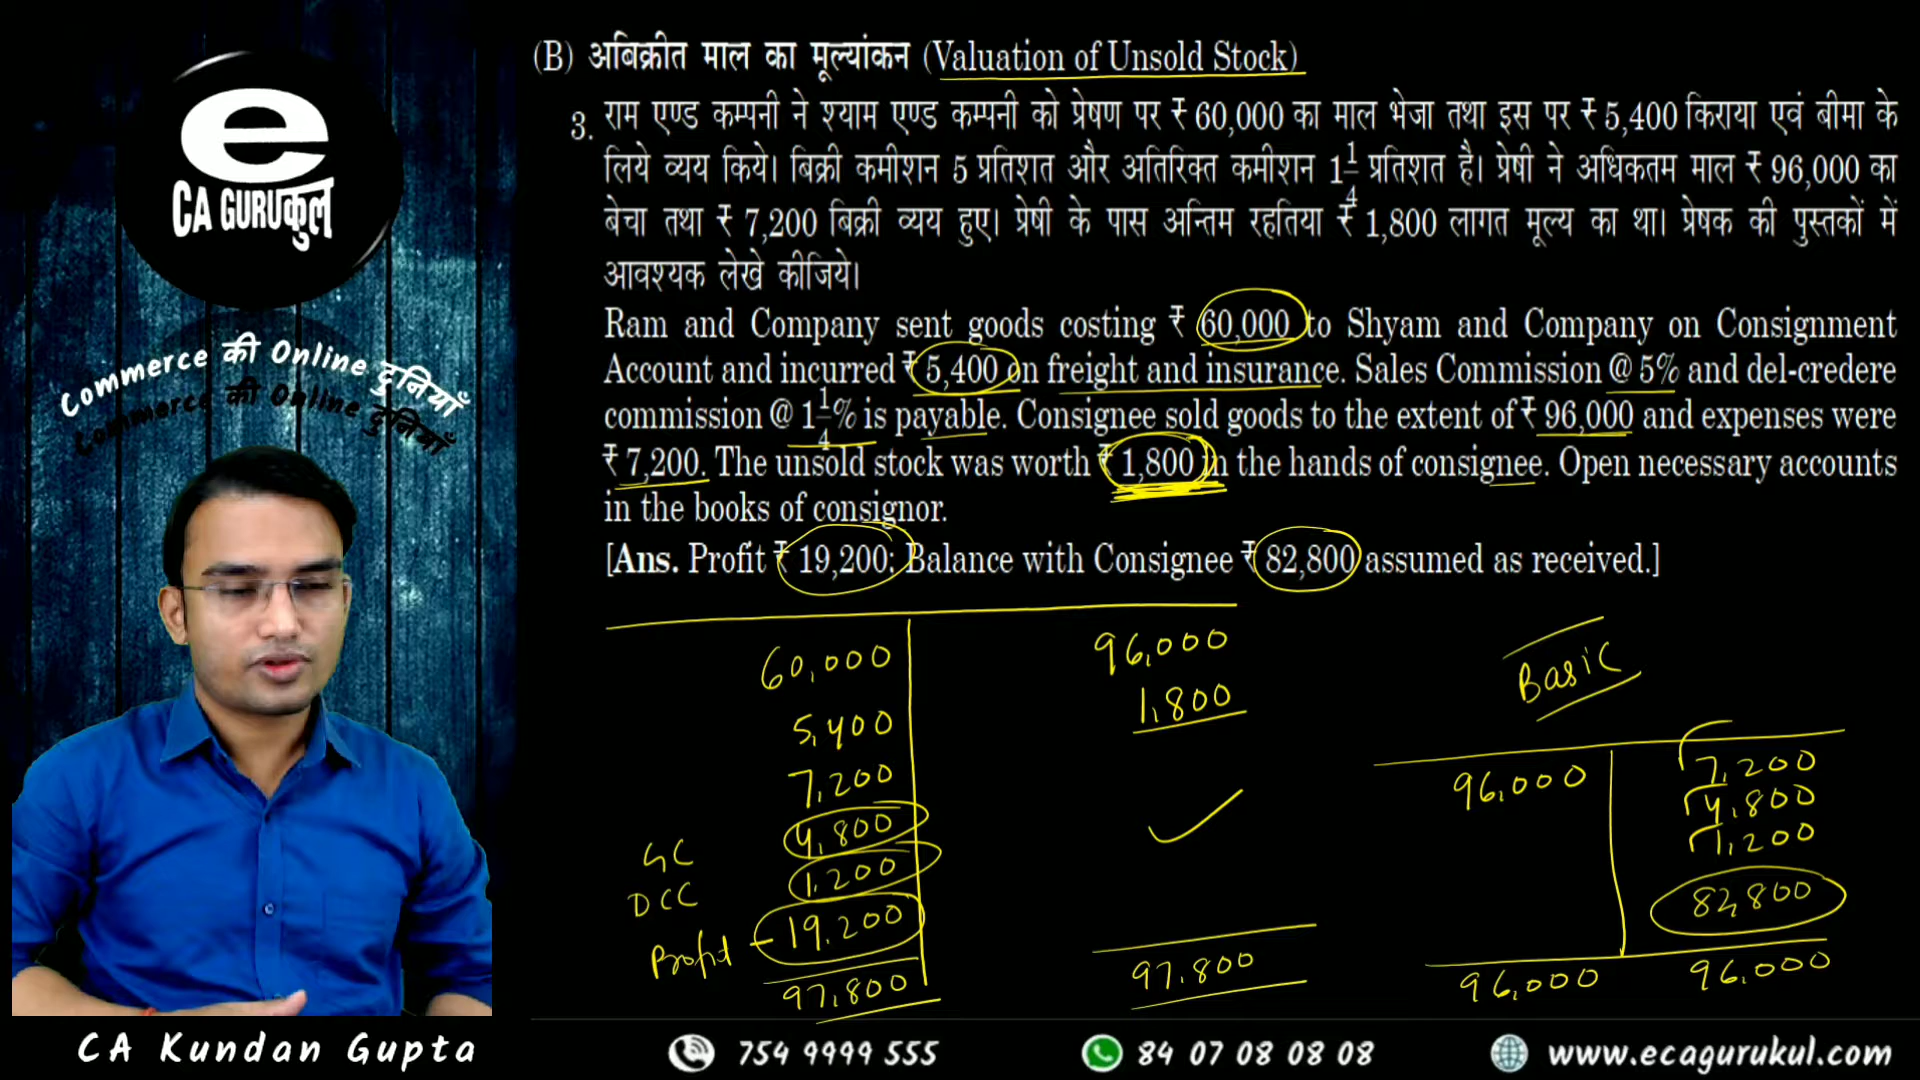 e
CA GURUकुल
Commerce की Online दुनियाँ
Commerce की Online दुनियाँ
(B) अबिक्रीत माल का मूल्यांकन (Valuation of Unsold Stock)
3. राम एण्ड कम्पनी ने श्याम एण्ड कम्पनी को प्रेषण पर ₹ 60,000 का माल भेजा तथा इस पर ₹ 5,400 किराया एवं बीमा के
लिये व्यय किये। बिक्री कमीशन 5 प्रतिशत और अतिरिक्त कमीशन 1 1/4 प्रतिशत है। प्रेषी ने अधिकतम माल ₹ 96,000 का
बेचा तथा ₹ 7,200 बिक्री व्यय हुए। प्रेषी के पास अन्तिम रहतिया ₹ 1,800 लागत मूल्य का था। प्रेषक की पुस्तकों में
आवश्यक लेखे कीजिये।
Ram and Company sent goods costing ₹ 60,000 to Shyam and Company on Consignment
Account and incurred ₹ 5,400 on freight and insurance. Sales Commission @ 5% and del-credere
commission @ 1 1/4% is payable. Consignee sold goods to the extent of ₹ 96,000 and expenses were
₹ 7,200. The unsold stock was worth ₹ 1,800 in the hands of consignee. Open necessary accounts
in the books of consignor.
[Ans. Profit ₹ 19,200; Balance with Consignee ₹ 82,800 assumed as received.]
60,000
5,400
7,200
GC 4,800
DCC 1,200
Profit - 19,200
97,800
96,000
1,800
97,800
Basic
96,000
96,000
7,200
4,800
1,200
82,800
96,000
CA Kundan Gupta
754 9999 555
84 07 08 08 08
www.ecagurukul.com